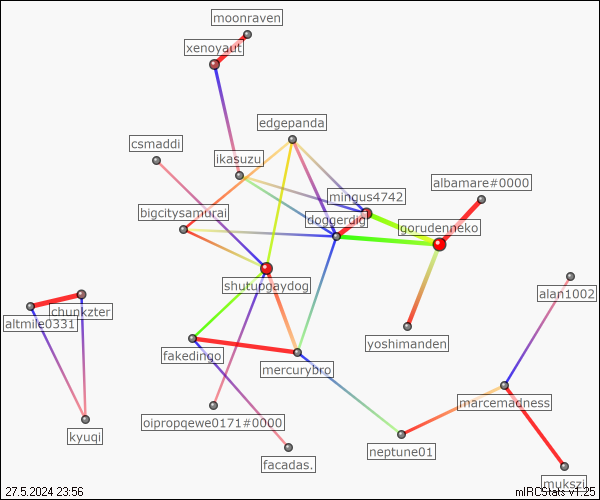 moonraven
xenoyaut
edgepanda
csmaddi
ikasuzu
albamare#0000
mingus4742
bigcitysamurai
doggerdig
gorudenneko
shutupgaydog
alan1002
chunkzter
altmile0331
fakedingo
yoshimanden
mercurybro
marcemadness
oipropqewe0171#0000
kyuqi
neptune01
facadas.
mukszi
27.5.2024 23:56
mIRCStats v1.25